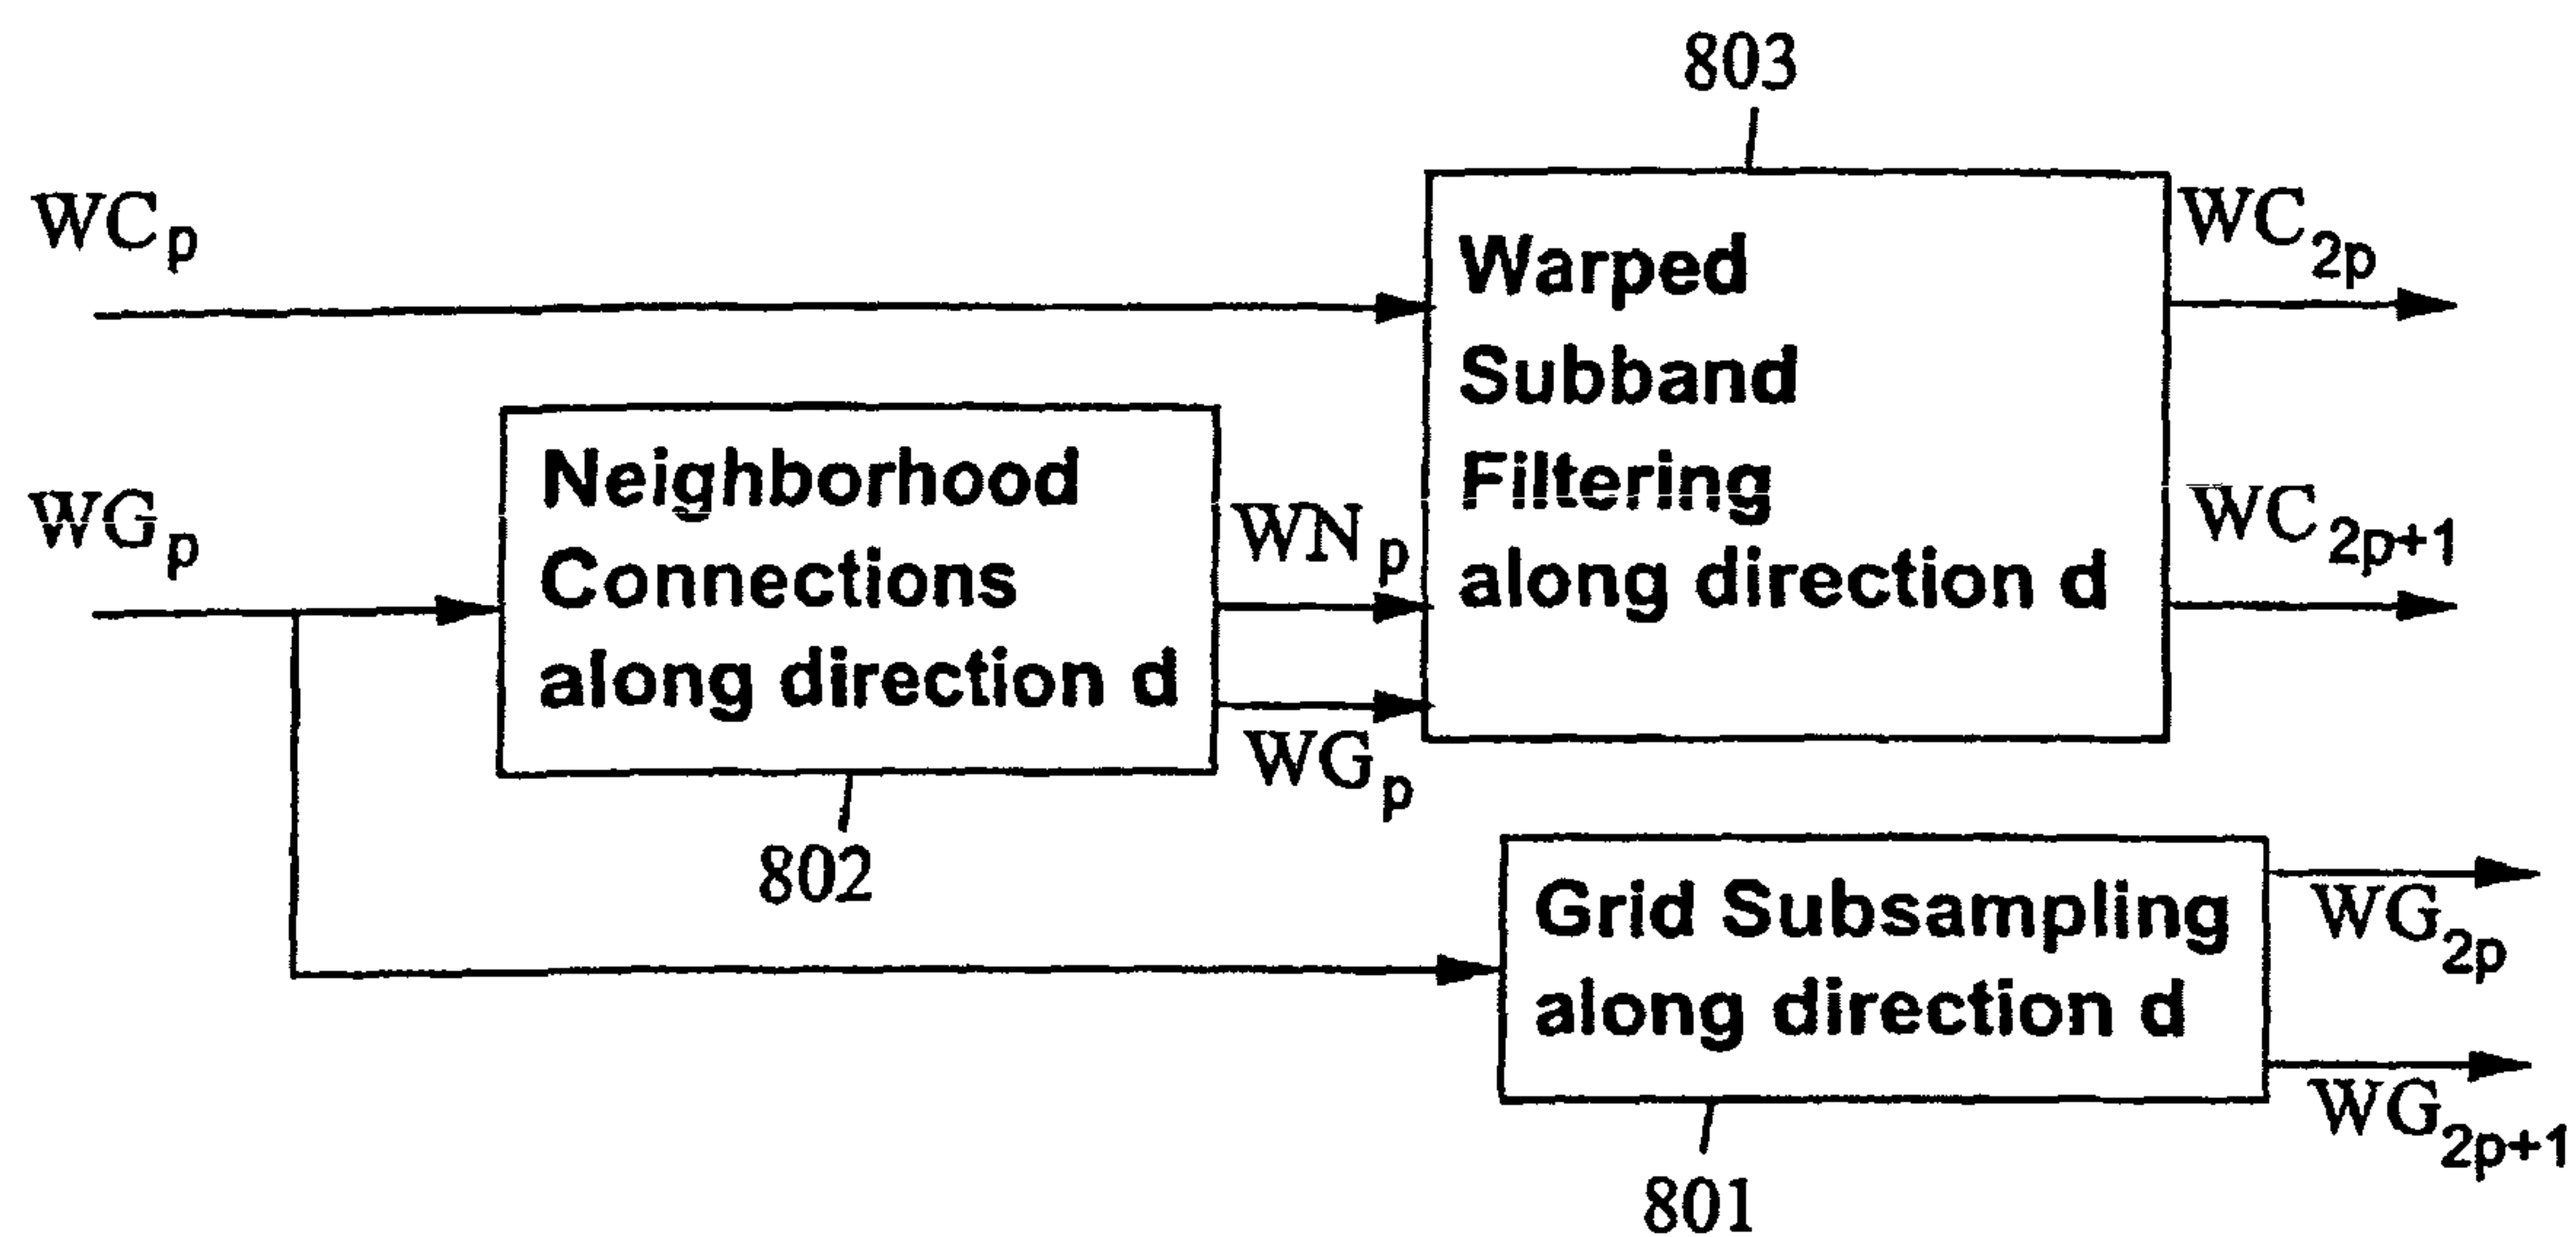 803
WCp
Warped
Subband
Filtering
along direction d
WC2p
WC2p+1
WGp
Neighborhood
Connections
along direction d
WNp
WGp
802
Grid Subsampling
along direction d
WG2p
WG2p+1
801